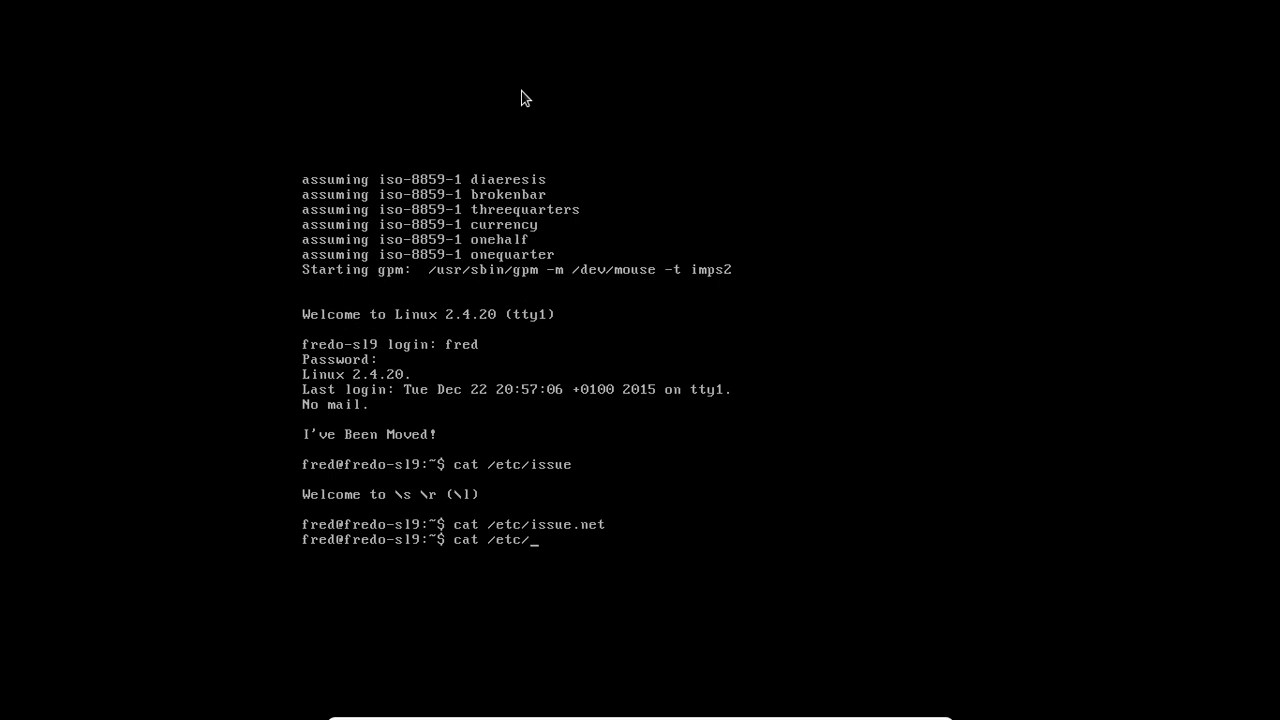 assuming iso-8859-1 diaeresis
assuming iso-8859-1 brokenbar
assuming iso-8859-1 threequarters
assuming iso-8859-1 currency
assuming iso-8859-1 onehalf
assuming iso-8859-1 onequarter
Starting gpm:  /usr/sbin/gpm -m /dev/mouse -t imps2
Welcome to Linux 2.4.20 (tty1)
fredo-sl9 login: fred
Password:
Linux 2.4.20.
Last login: Tue Dec 22 20:57:06 +0100 2015 on tty1.
No mail.
I've Been Moved!
fred@fredo-sl9:~$ cat /etc/issue
Welcome to \s \r (\l)
fred@fredo-sl9:~$ cat /etc/issue.net
fred@fredo-sl9:~$ cat /etc/_